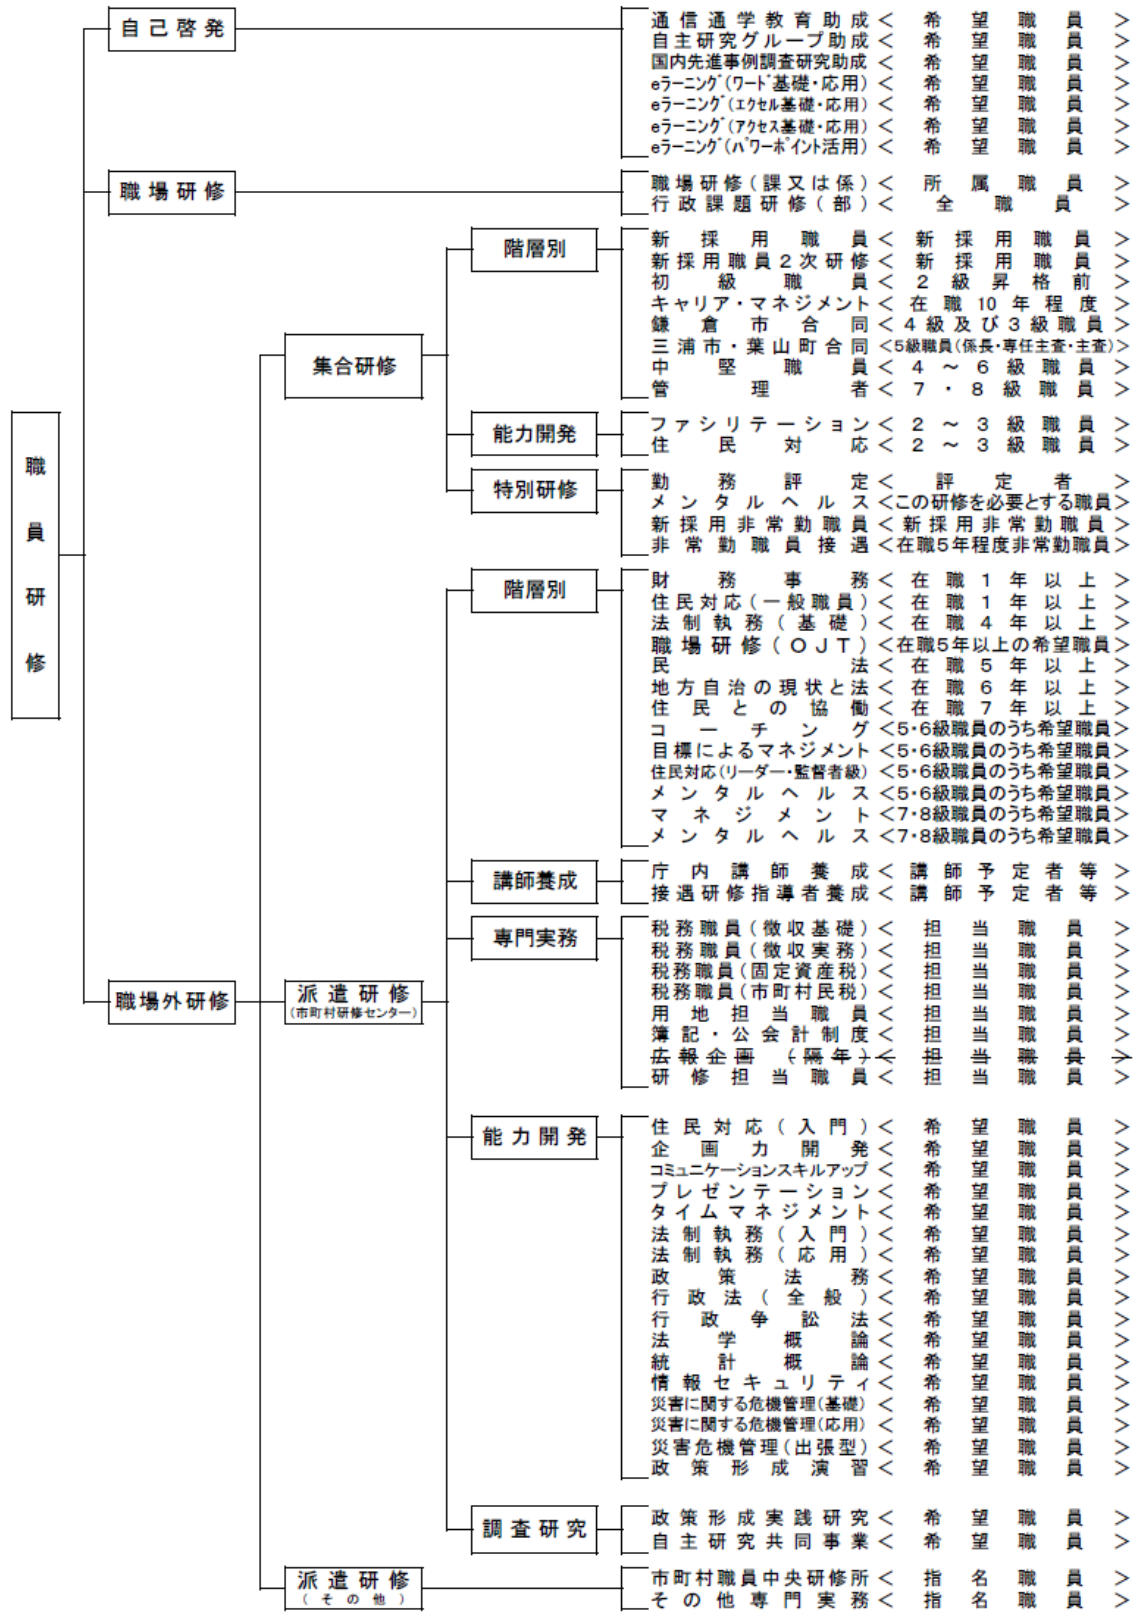 職員研修
自己啓発
通信通学教育助成＜希望職員＞
自主研究グループ助成＜希望職員＞
国内先進事例調査研究助成＜希望職員＞
eラーニング(ワード基礎・応用)＜希望職員＞
eラーニング(エクセル基礎・応用)＜希望職員＞
eラーニング(アクセス基礎・応用)＜希望職員＞
eラーニング(パワーポイント活用)＜希望職員＞
職場研修
職場研修(課又は係)＜所属職員＞
行政課題研修(部)＜全職員＞
職場外研修
集合研修
階層別
新採用職員＜新採用職員＞
新採用職員2次研修＜新採用職員＞
初級職員＜2級昇格前＞
キャリア・マネジメント＜在職10年程度＞
鎌倉市合同＜4級及び3級職員＞
三浦市・葉山町合同＜5級職員(係長・専任主査・主査)＞
中堅職員＜4～6級職員＞
管理者＜7・8級職員＞
能力開発
ファシリテーション＜2～3級職員＞
住民対応＜2～3級職員＞
特別研修
勤務評定＜評定者＞
メンタルヘルス＜この研修を必要とする職員＞
新採用非常勤職員＜新採用非常勤職員＞
非常勤職員接遇＜在職5年程度非常勤職員＞
派遣研修
(市町村研修センター)
階層別
財務事務＜在職1年以上＞
住民対応(一般職員)＜在職1年以上＞
法制執務(基礎)＜在職4年以上＞
職場研修(OJT)＜在職5年以上の希望職員＞
民法＜在職5年以上＞
地方自治の現状と法＜在職6年以上＞
住民との協働＜在職7年以上＞
コーチング＜5・6級職員のうち希望職員＞
目標によるマネジメント＜5・6級職員のうち希望職員＞
住民対応(リーダー・監督者級)＜5・6級職員のうち希望職員＞
メンタルヘルス＜5・6級職員のうち希望職員＞
マネジメント＜7・8級職員のうち希望職員＞
メンタルヘルス＜7・8級職員のうち希望職員＞
講師養成
庁内講師養成＜講師予定者等＞
接遇研修指導者養成＜講師予定者等＞
専門実務
税務職員(徴収基礎)＜担当職員＞
税務職員(徴収実務)＜担当職員＞
税務職員(固定資産税)＜担当職員＞
税務職員(市町村民税)＜担当職員＞
用地担当職員＜担当職員＞
簿記・公会計制度＜担当職員＞
広報企画(隔年)＜担当職員＞
研修担当職員＜担当職員＞
能力開発
住民対応(入門)＜希望職員＞
企画力開発＜希望職員＞
コミュニケーションスキルアップ＜希望職員＞
プレゼンテーション＜希望職員＞
タイムマネジメント＜希望職員＞
法制執務(入門)＜希望職員＞
法制執務(応用)＜希望職員＞
政策法務＜希望職員＞
行政法(全般)＜希望職員＞
行政争訟法＜希望職員＞
法学概論＜希望職員＞
統計概論＜希望職員＞
情報セキュリティ＜希望職員＞
災害に関する危機管理(基礎)＜希望職員＞
災害に関する危機管理(応用)＜希望職員＞
災害危機管理(出張型)＜希望職員＞
政策形成演習＜希望職員＞
調査研究
政策形成実践研究＜希望職員＞
自主研究共同事業＜希望職員＞
派遣研修
(その他)
市町村職員中央研修所＜指名職員＞
その他専門実務＜指名職員＞